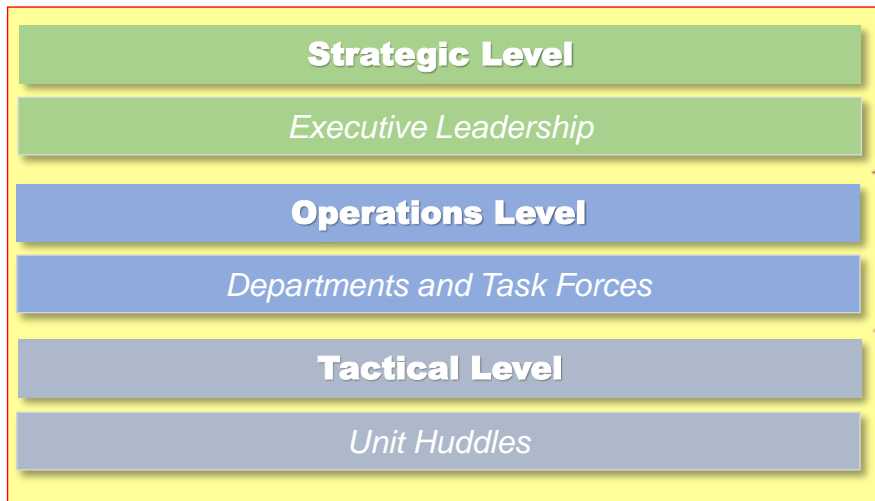 Strategic Level
Executive Leadership
Operations Level
Departments and Task Forces
Tactical Level
Unit Huddles